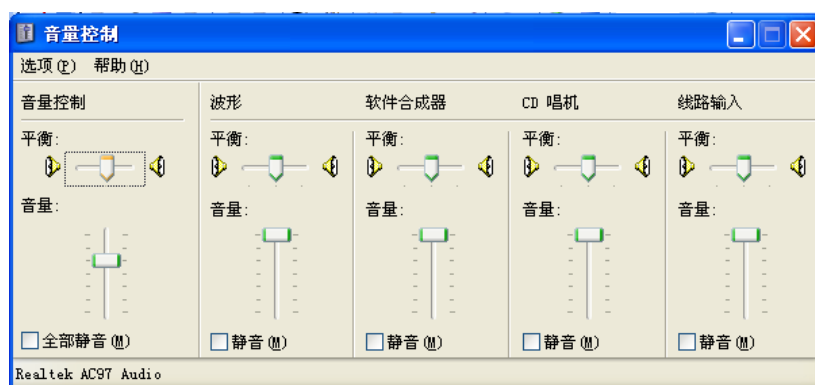 音量控制
选项(P) 帮助(H)
音量控制 波形 软件合成器 CD 唱机 线路输入
平衡: 平衡: 平衡: 平衡: 平衡:
音量: 音量: 音量: 音量: 音量:
全部静音(M) 静音(M) 静音(M) 静音(M) 静音(M)
Realtek AC97 Audio